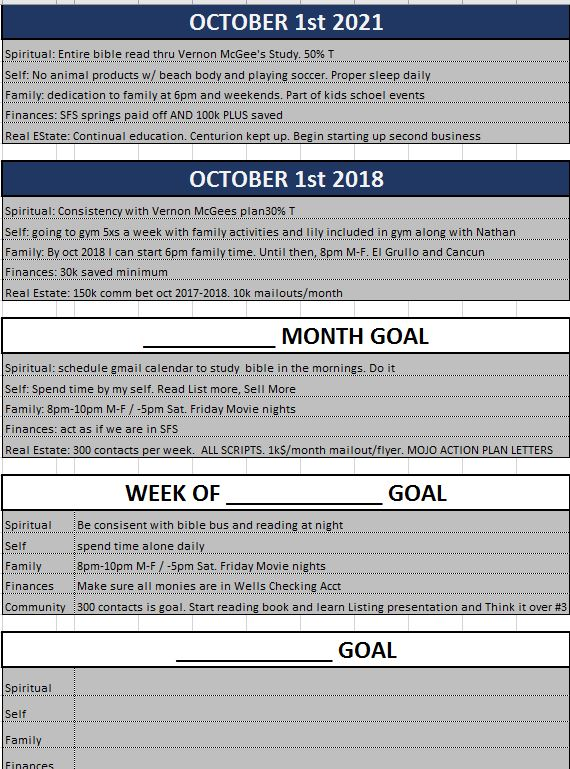 OCTOBER 1st 2021
Spiritual: Entire bible read thru Vernon McGee's Study. 50% T
Self: No animal products w/ beach body and playing soccer. Proper sleep daily
Family: dedication to family at 6pm and weekends. Part of kids school events
Finances: SFS springs paid off AND 100k PLUS saved
Real EState: Continual education. Centurion kept up. Begin starting up second business
OCTOBER 1st 2018
Spiritual: Consistency with Vernon McGees plan30% T
Self: going to gym 5xs a week with family activities and lily included in gym along with Nathan
Family: By oct 2018 I can start 6pm family time. Until then, 8pm M-F. El Grullo and Cancun
Finances: 30k saved minimum
Real Estate: 150k comm bet oct 2017-2018. 10k mailouts/month
___________ MONTH GOAL
Spiritual: schedule gmail calendar to study bible in the mornings. Do it
Self: Spend time by my self. Read List more, Sell More
Family: 8pm-10pm M-F / -5pm Sat. Friday Movie nights
Finances: act as if we are in SFS
Real Estate: 300 contacts per week. ALL SCRIPTS. 1k$/month mailout/flyer. MOJO ACTION PLAN LETTERS
WEEK OF _____________ GOAL
Spiritual Be consisent with bible bus and reading at night
Self spend time alone daily
Family 8pm-10pm M-F / -5pm Sat. Friday Movie nights
Finances Make sure all monies are in Wells Checking Acct
Community 300 contacts is goal. Start reading book and learn Listing presentation and Think it over #3
_____________ GOAL
Spiritual
Self
Family
Finances